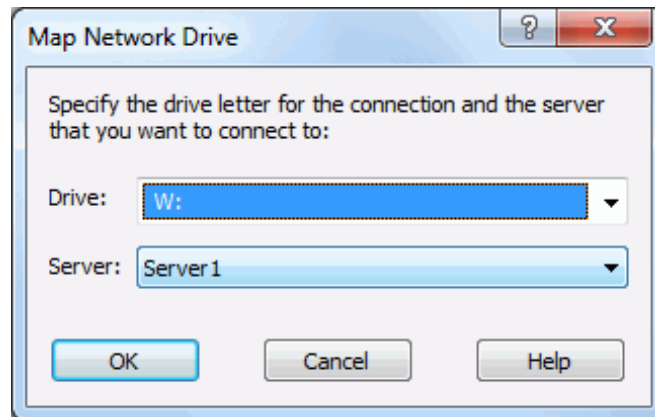 Map Network Drive
?
X
Specify the drive letter for the connection and the server
that you want to connect to:
Drive: W:
Server: Server1
OK Cancel Help